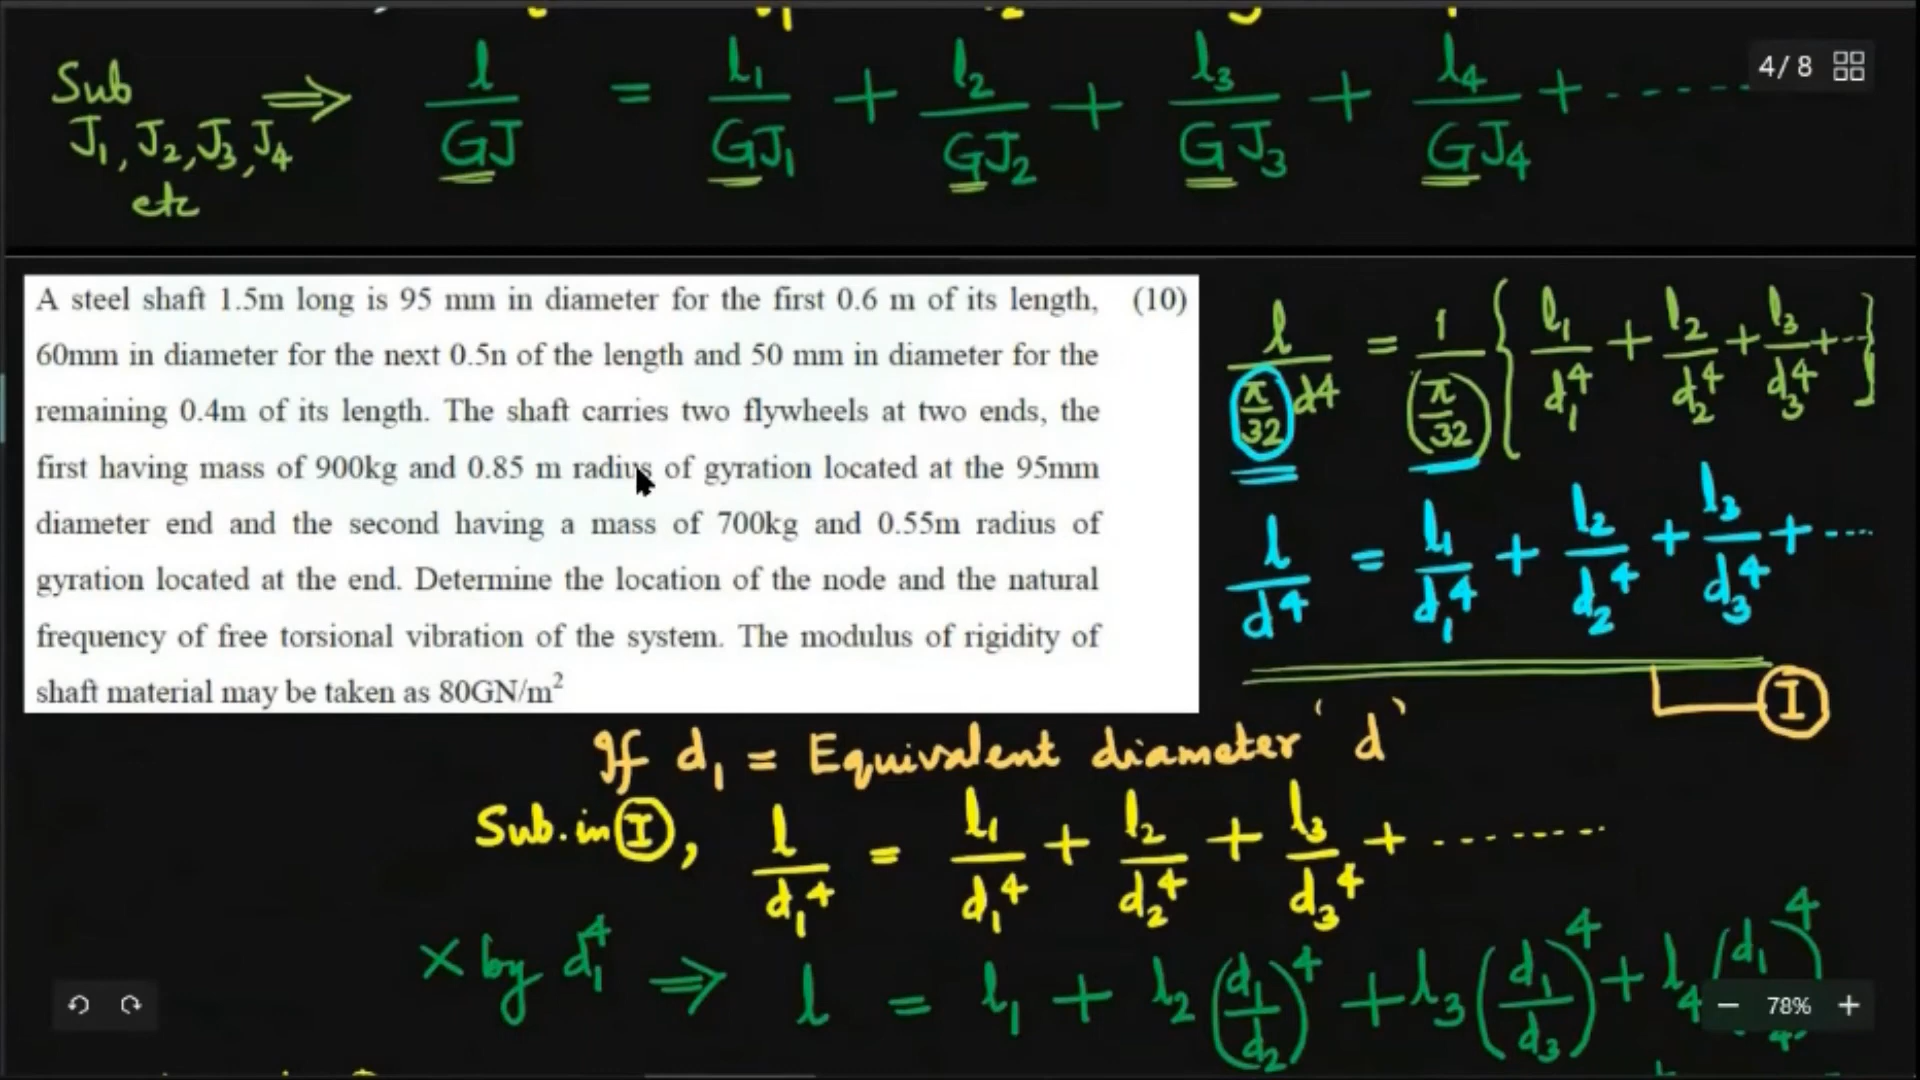 Sub
J₁, J₂, J₃, J₄
etc
⟹ l/GJ = l₁/GJ₁ + l₂/GJ₂ + l₃/GJ₃ + l₄/GJ₄ + ------
4/8
A steel shaft 1.5m long is 95 mm in diameter for the first 0.6 m of its length, (10)
60mm in diameter for the next 0.5n of the length and 50 mm in diameter for the
remaining 0.4m of its length. The shaft carries two flywheels at two ends, the
first having mass of 900kg and 0.85 m radius of gyration located at the 95mm
diameter end and the second having a mass of 700kg and 0.55m radius of
gyration located at the end. Determine the location of the node and the natural
frequency of free torsional vibration of the system. The modulus of rigidity of
shaft material may be taken as 80GN/m²
l/(π/32)d4 = 1/(π/32) { l₁/d₁⁴ + l₂/d₂⁴ + l₃/d₃⁴ + -- }
l/d⁴ = l₁/d₁⁴ + l₂/d₂⁴ + l₃/d₃⁴ + ----
I
If d₁ = Equivalent diameter 'd'
Sub. in I, l/d₁⁴ = l₁/d₁⁴ + l₂/d₂⁴ + l₃/d₃⁴ + -------
× by d₁⁴ ⟹ l = l₁ + l₂(d₁/d₂)⁴ + l₃(d₁/d₃)⁴ + l₄(d₁/
78%